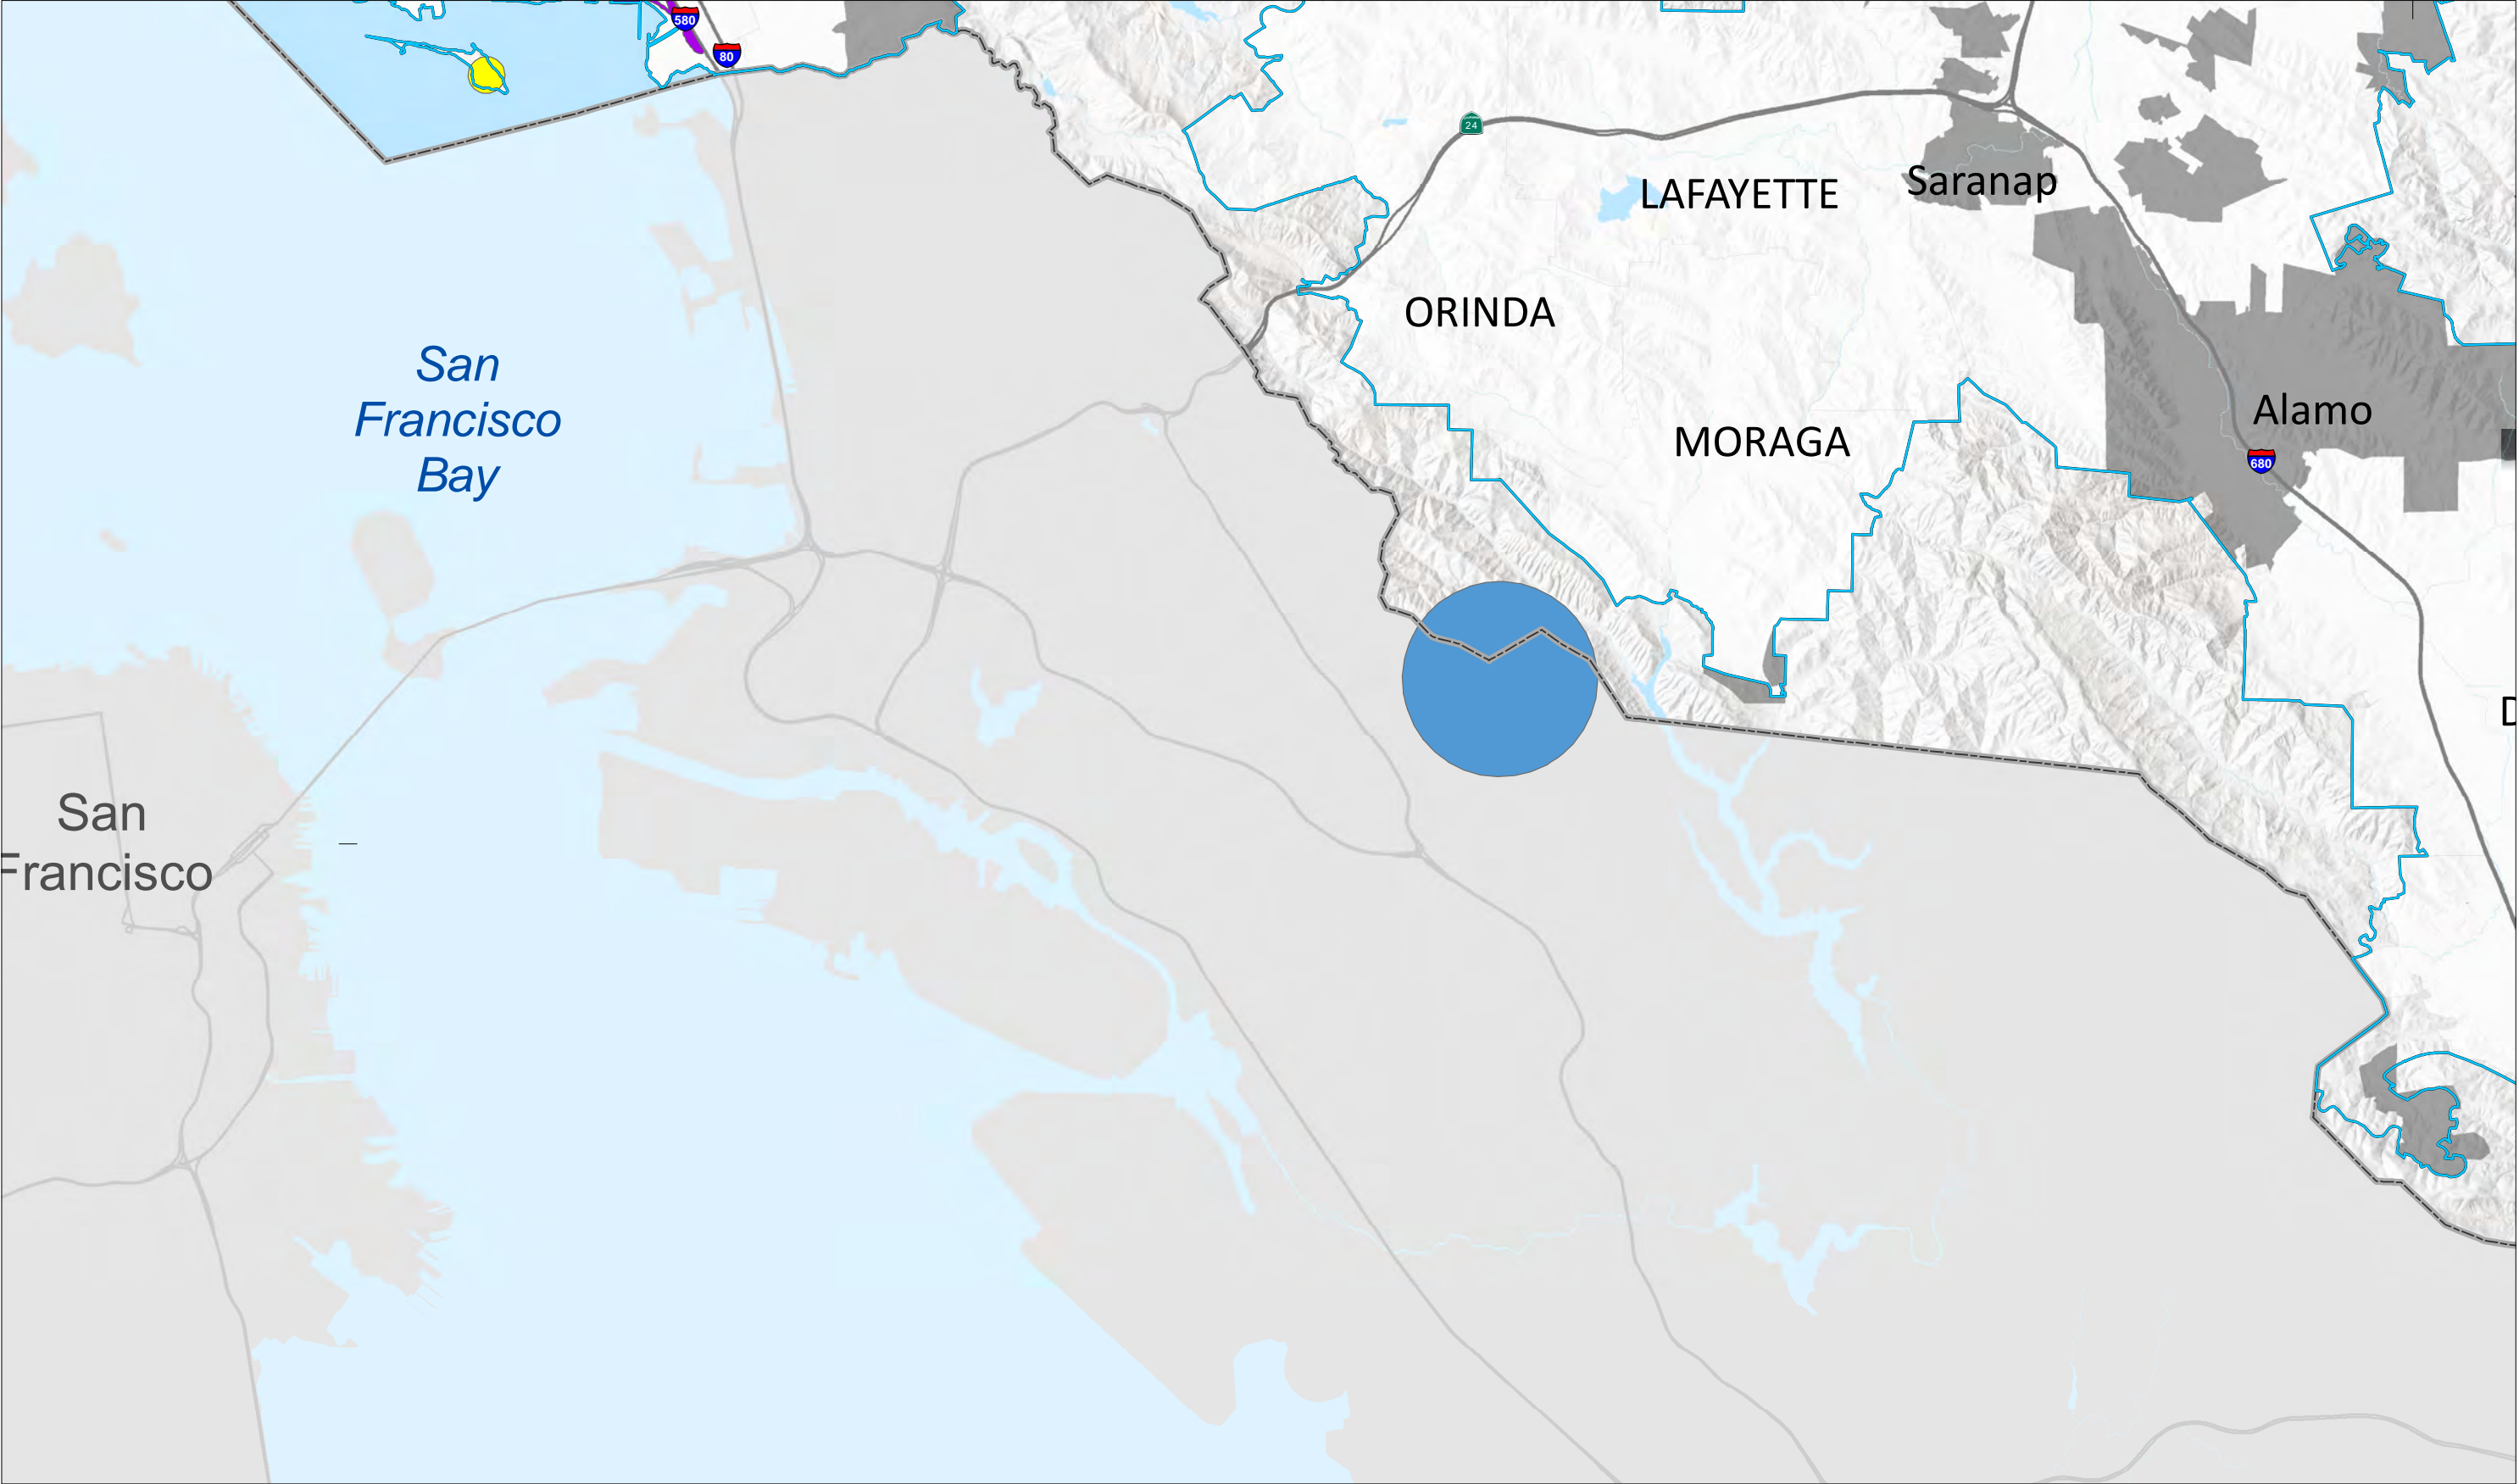 580
80
24
LAFAYETTE
Saranap
ORINDA
San
Francisco
Bay
Alamo
MORAGA
680
D
San
Francisco